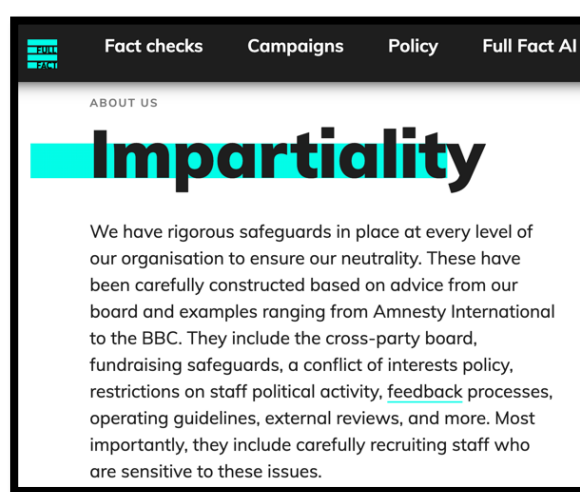 FULL
FACT
Fact checks Campaigns Policy Full Fact AI
ABOUT US
Impartiality
We have rigorous safeguards in place at every level of
our organisation to ensure our neutrality. These have
been carefully constructed based on advice from our
board and examples ranging from Amnesty International
to the BBC. They include the cross-party board,
fundraising safeguards, a conflict of interests policy,
restrictions on staff political activity, feedback processes,
operating guidelines, external reviews, and more. Most
importantly, they include carefully recruiting staff who
are sensitive to these issues.